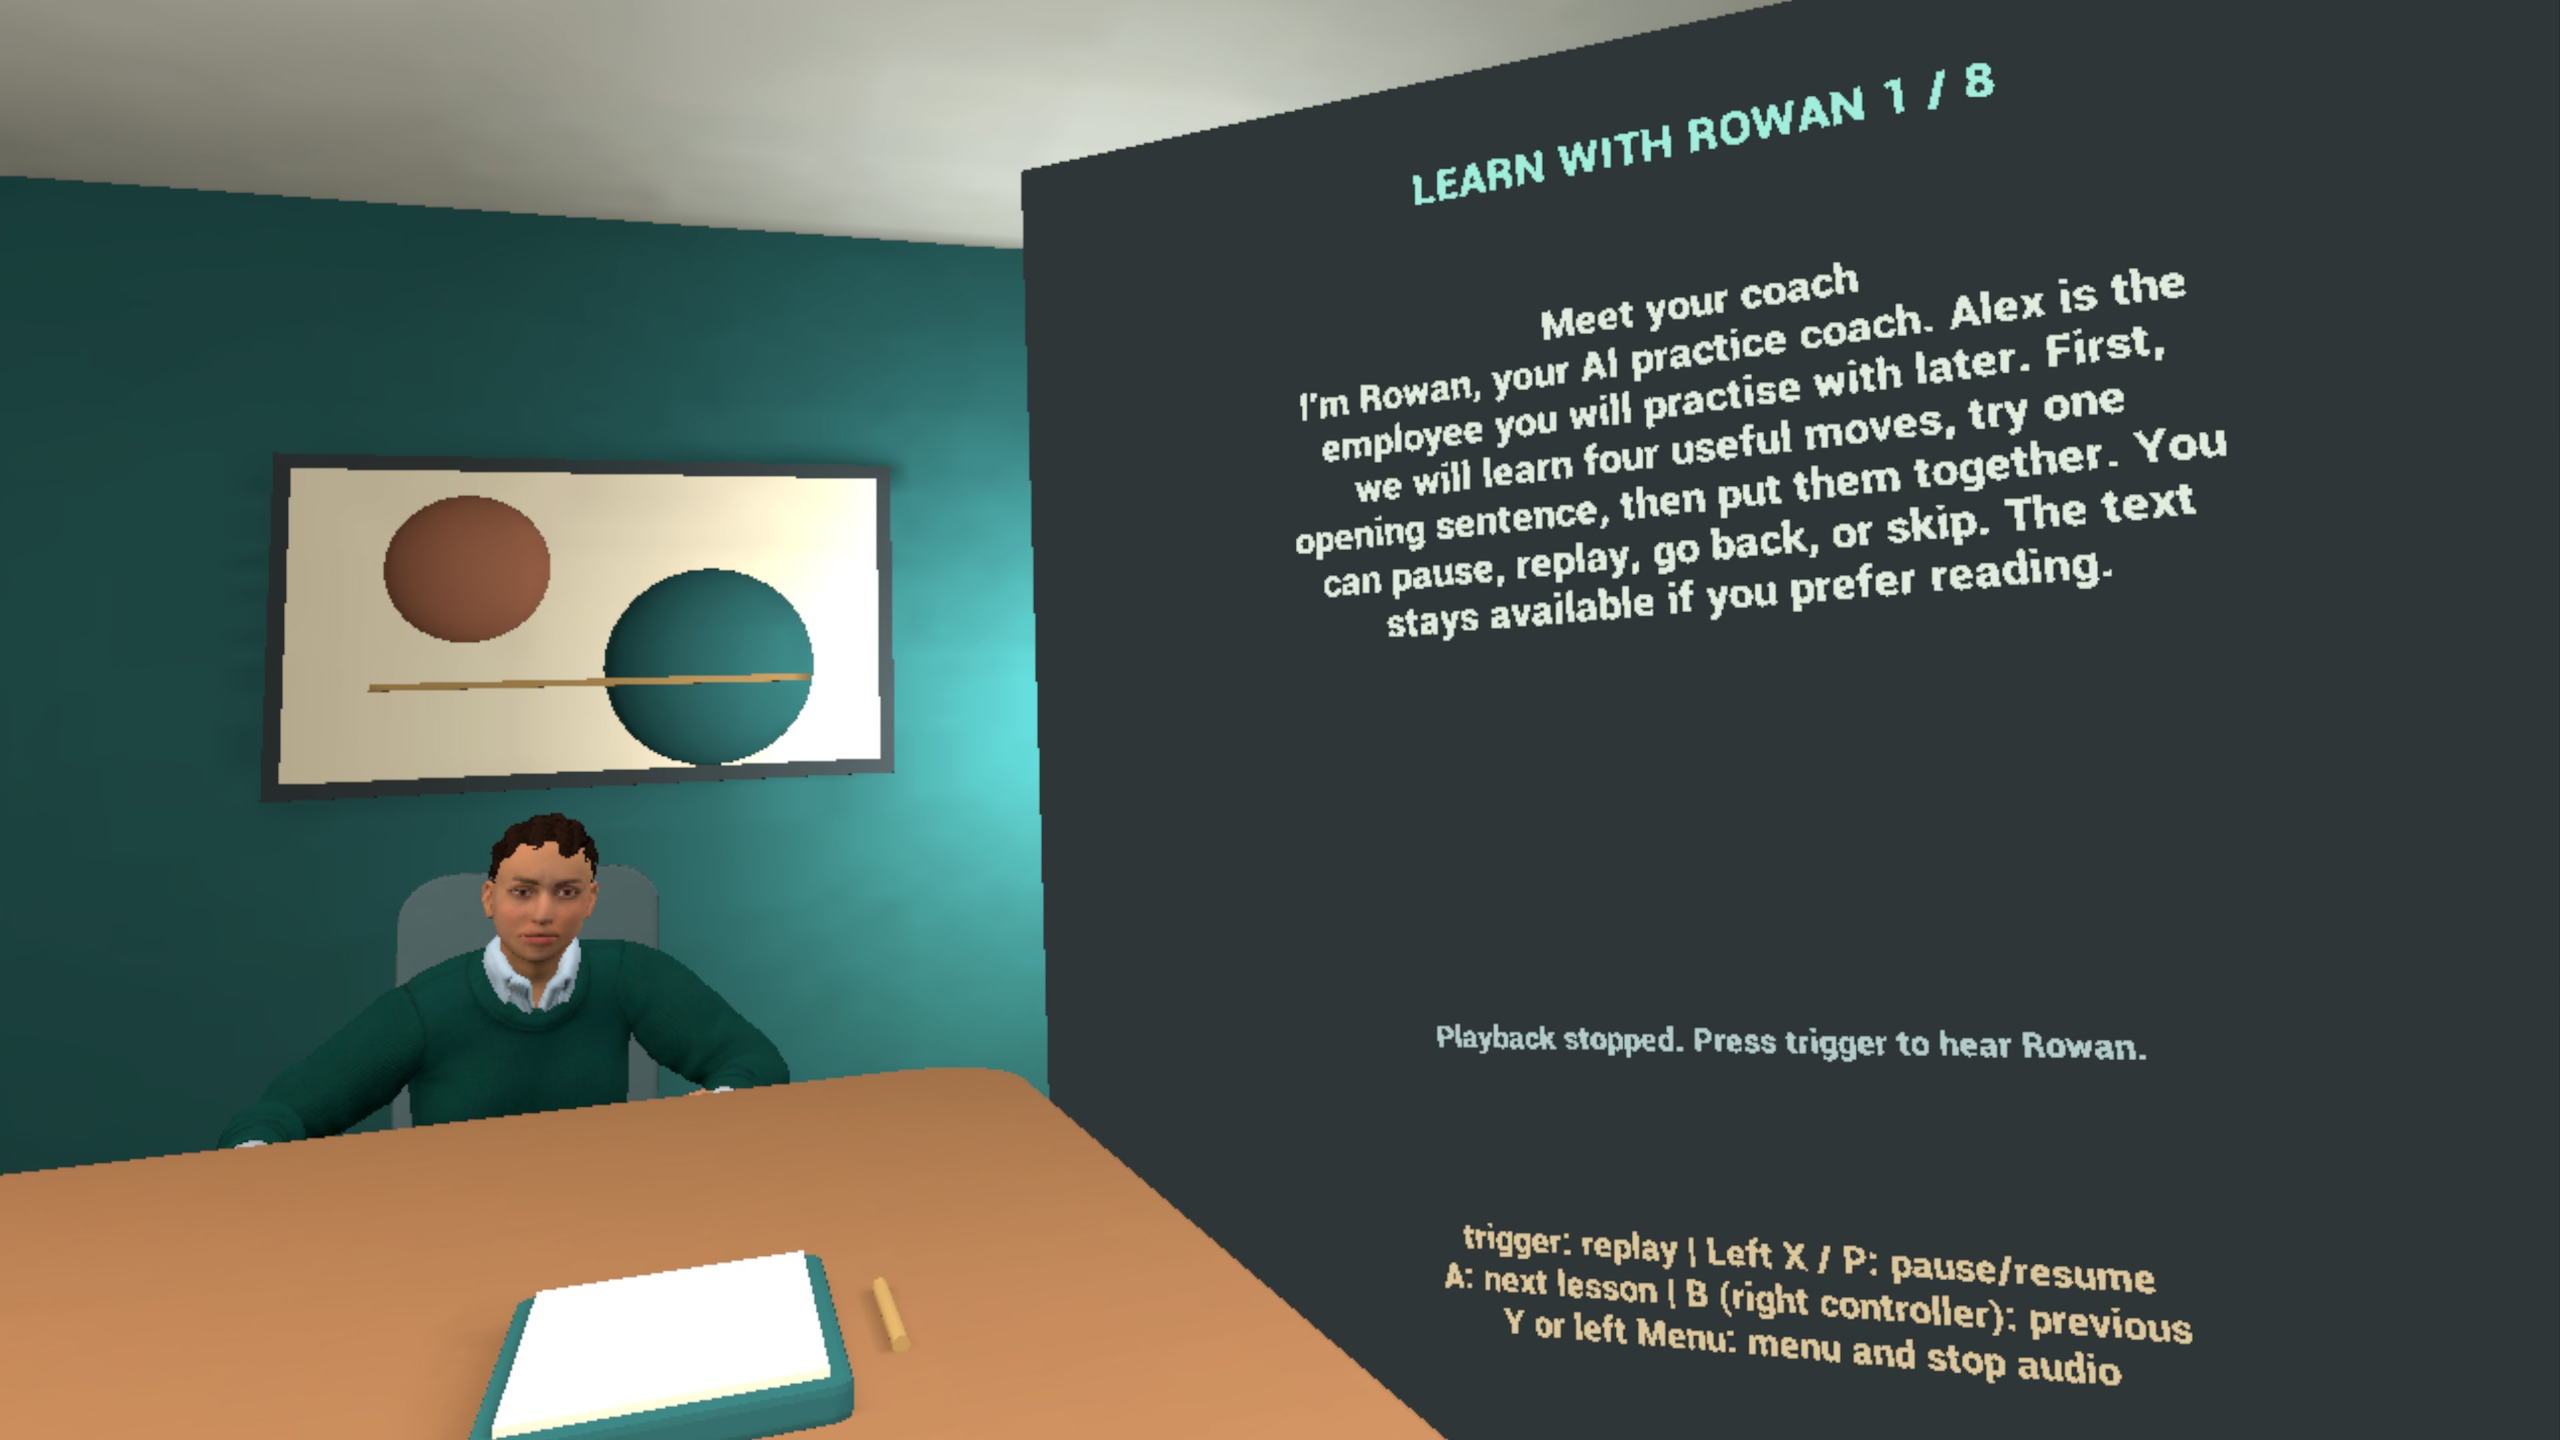 LEARN WITH ROWAN 1 / 8
Meet your coach
I'm Rowan, your AI practice coach. Alex is the
employee you will practise with later. First,
we will learn four useful moves, try one
opening sentence, then put them together. You
can pause, replay, go back, or skip. The text
stays available if you prefer reading.
Playback stopped. Press trigger to hear Rowan.
trigger: replay | Left X / P: pause/resume
A: next lesson | B (right controller): previous
Y or left Menu: menu and stop audio